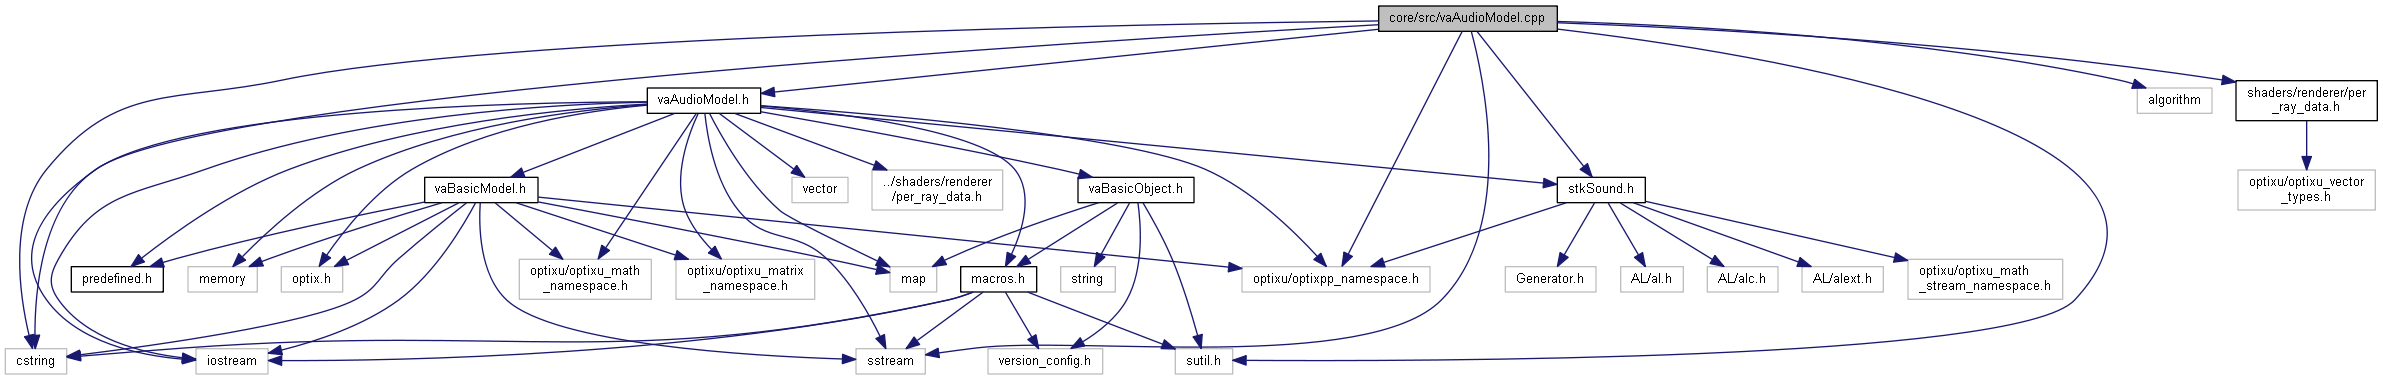 core/src/vaAudioModel.cpp
vaAudioModel.h
algorithm
shaders/renderer/per
_ray_data.h
vaBasicModel.h
vector
../shaders/renderer
/per_ray_data.h
vaBasicObject.h
stkSound.h
optixu/optixu_vector
_types.h
predefined.h
memory
optix.h
optixu/optixu_math
_namespace.h
optixu/optixu_matrix
_namespace.h
map
macros.h
string
optixu/optixpp_namespace.h
Generator.h
AL/al.h
AL/alc.h
AL/alext.h
optixu/optixu_math
_stream_namespace.h
cstring
iostream
sstream
version_config.h
sutil.h